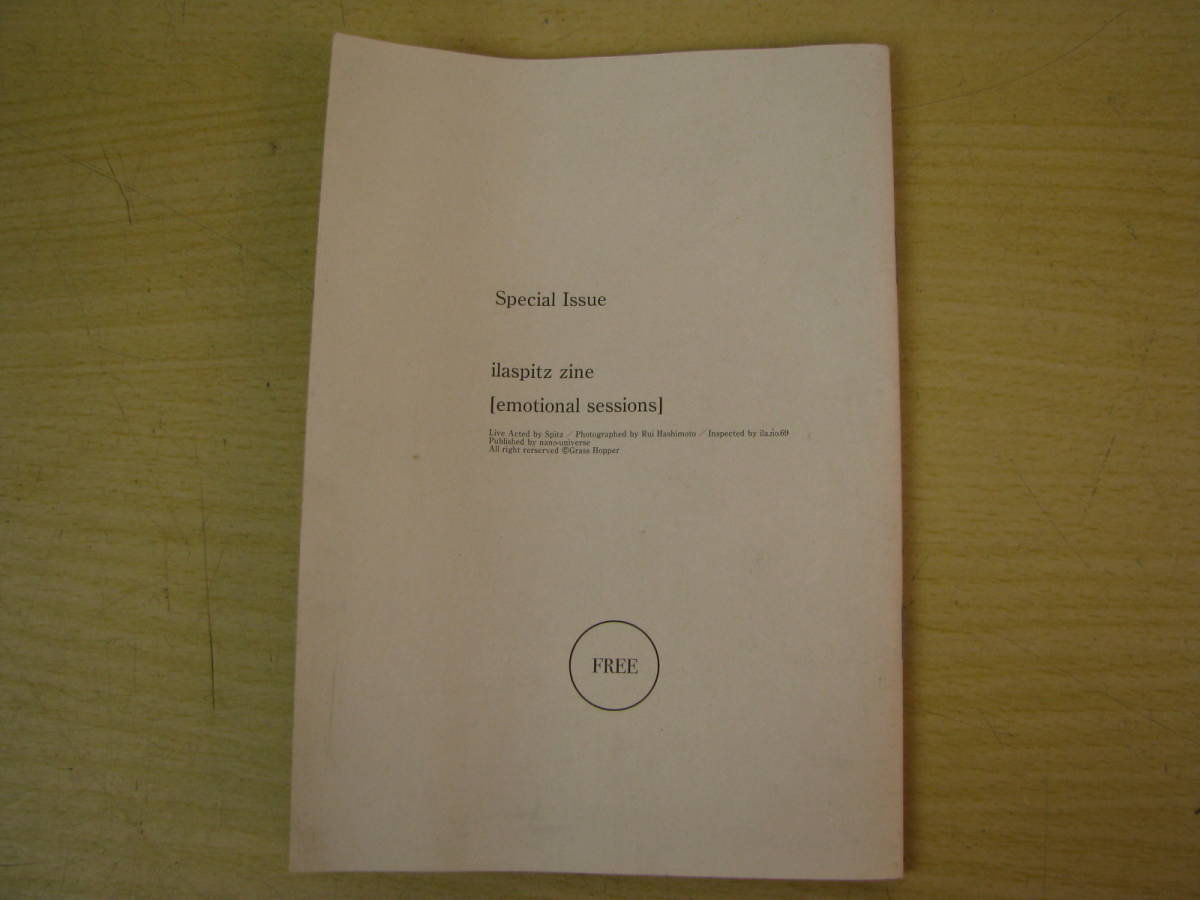 Special Issue
ilaspitz zine
[emotional sessions]
Live Acted by Spitz / Photographed by Rui Hashimoto / Inspected by ila.rio.69
Published by nano·universe
All right rerserved ©Grass Hopper
FREE